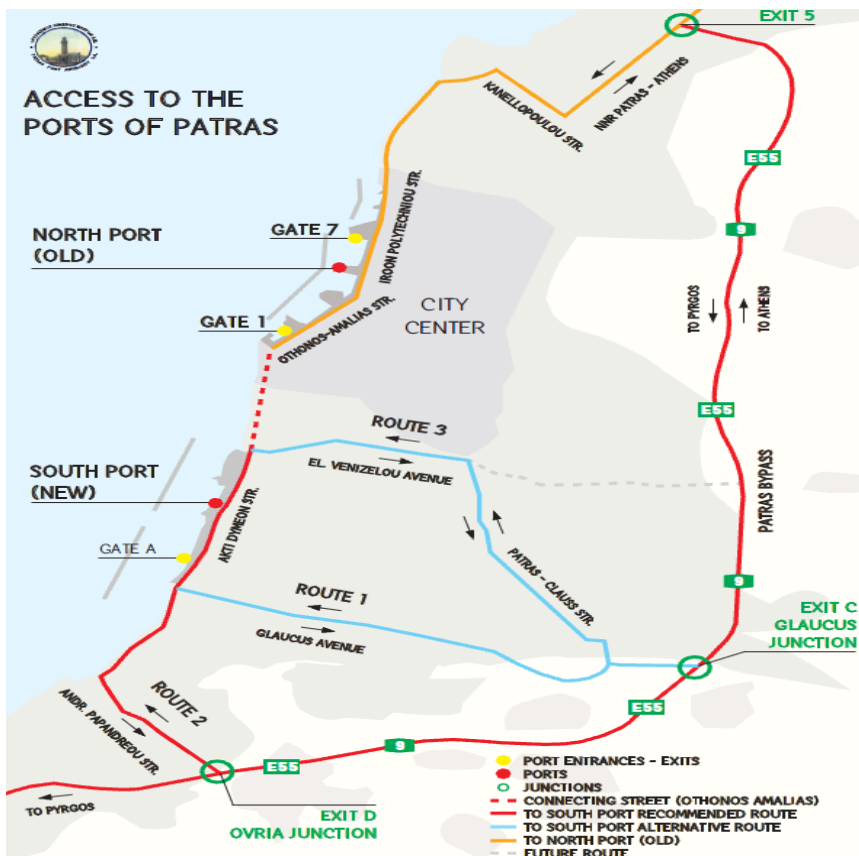 EXIT 5
ACCESS TO THE
PORTS OF PATRAS
KANELLOPOULOU STR.
NNR PATRAS - ATHENS
E55
9
IROON POLYTECHNIOU STR.
GATE 7
NORTH PORT
(OLD)
CITY
CENTER
TO PYRGOS
TO ATHENS
GATE 1
OTHONOS-AMALIAS STR.
E55
ROUTE 3
EL. VENIZELOU AVENUE
SOUTH PORT
(NEW)
AKTI DYMEON STR.
PATRAS BYPASS
GATE A
PATRAS - CLAUSS STR.
9
ROUTE 1
GLAUCUS AVENUE
EXIT C
GLAUCUS
JUNCTION
ROUTE 2
ANDR. PAPANDREOU STR.
E55
9
E55
TO PYRGOS
EXIT D
OVRIA JUNCTION
PORT ENTRANCES - EXITS
PORTS
JUNCTIONS
CONNECTING STREET (OTHONOS AMALIAS)
TO SOUTH PORT RECOMMENDED ROUTE
TO SOUTH PORT ALTERNATIVE ROUTE
TO NORTH PORT (OLD)
FUTURE ROUTE